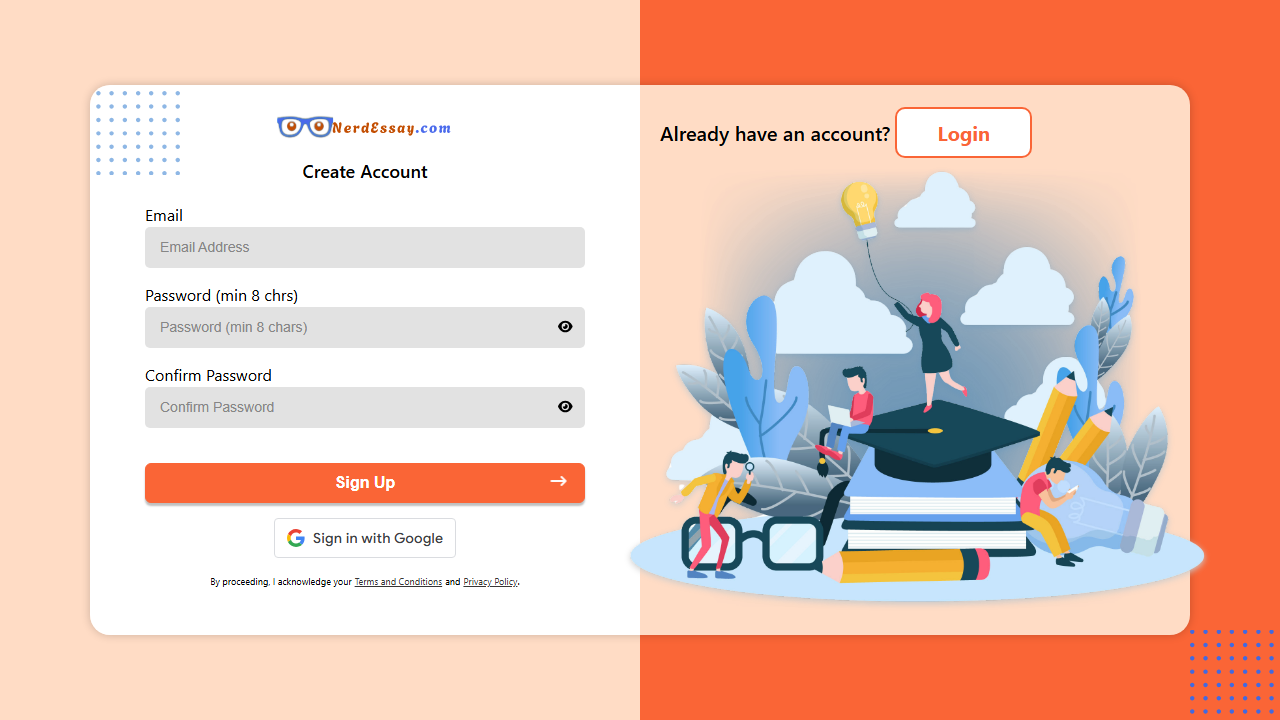 NerdEssay.com
Create Account
Email
Email Address
Password (min 8 chrs)
Password (min 8 chars)
Confirm Password
Confirm Password
Sign Up
Sign in with Google
By proceeding, I acknowledge your Terms and Conditions and Privacy Policy.
Already have an account? Login